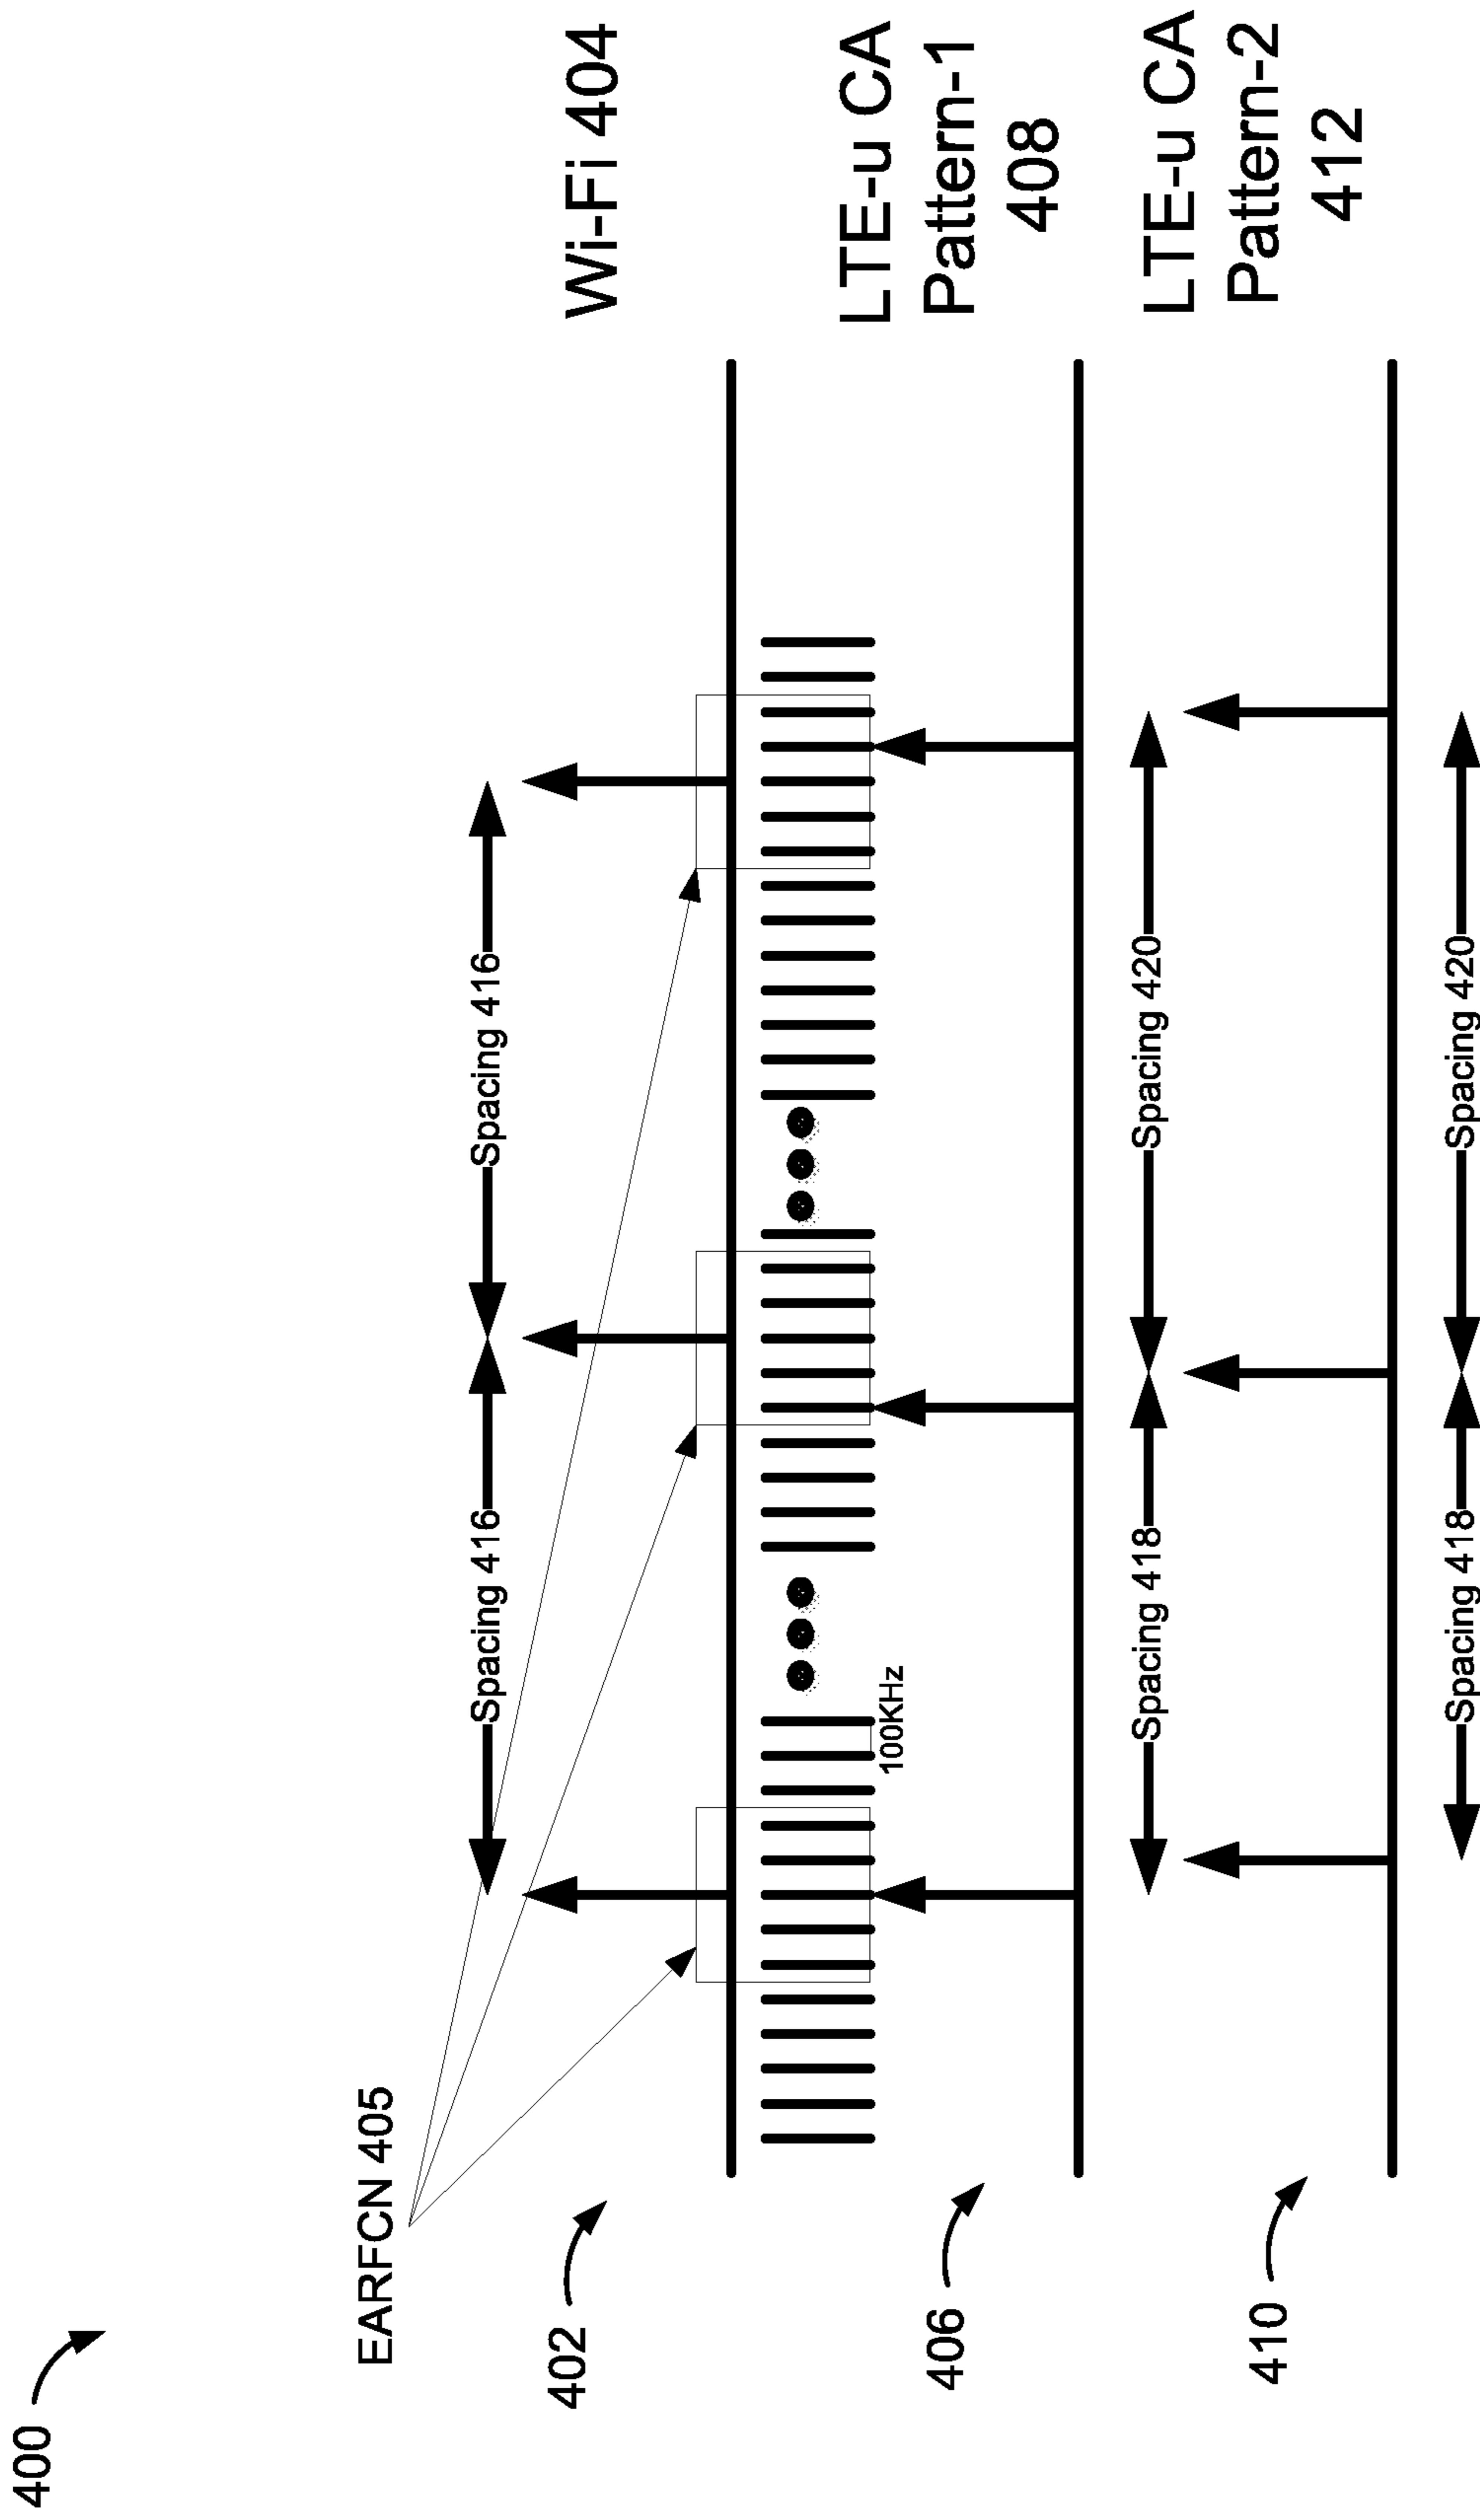 400
EARFCN 405
Spacing 416
Spacing 416
402
Wi-Fi 404
100KHz
406
LTE-u CA
Pattern-1
408
Spacing 418
Spacing 420
410
LTE-u CA
Pattern-2
412
Spacing 418
Spacing 420